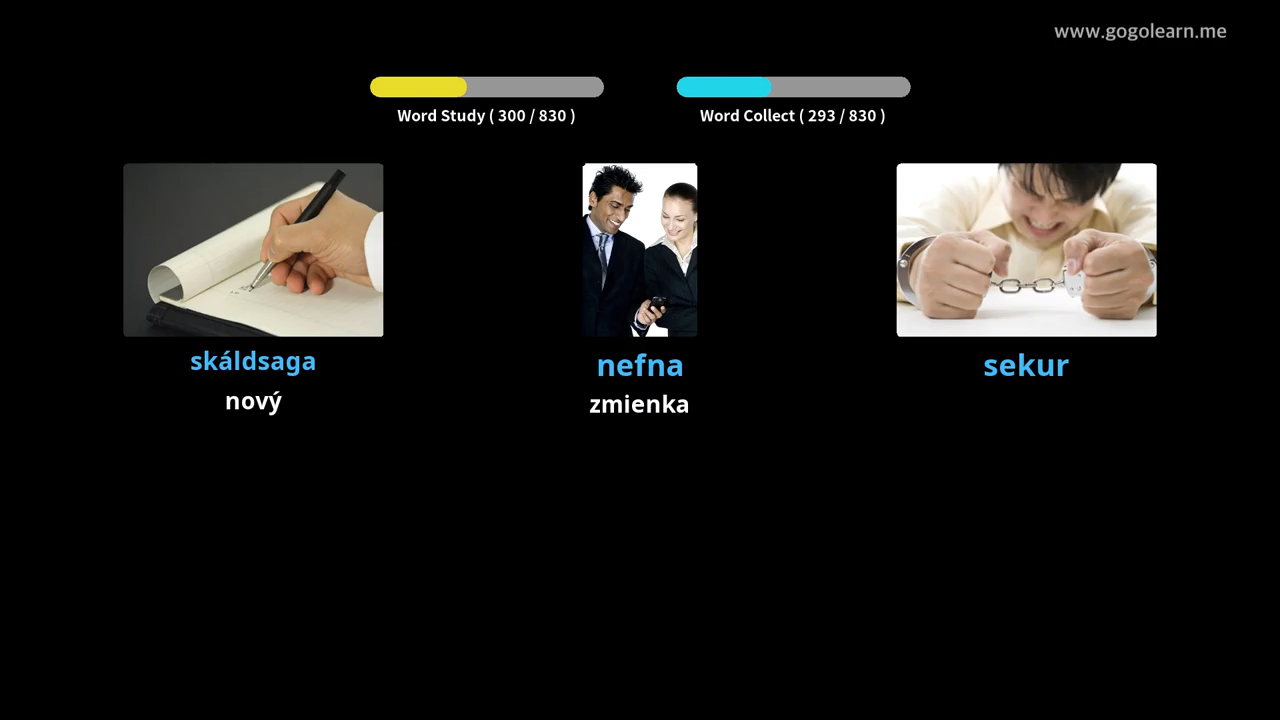 www.gogolearn.me
Word Study ( 300 / 830 )
Word Collect ( 293 / 830 )
skáldsaga
nový
nefna
zmienka
sekur